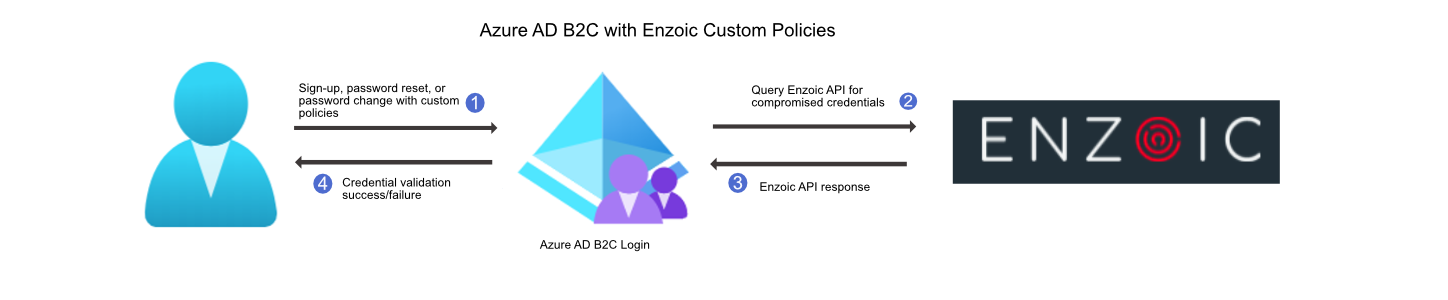 Azure AD B2C with Enzoic Custom Policies
Sign-up, password reset, or
password change with custom
policies
1
Query Enzoic API for
compromised credentials
2
ENZOIC
4
Credential validation
success/failure
3
Enzoic API response
Azure AD B2C Login